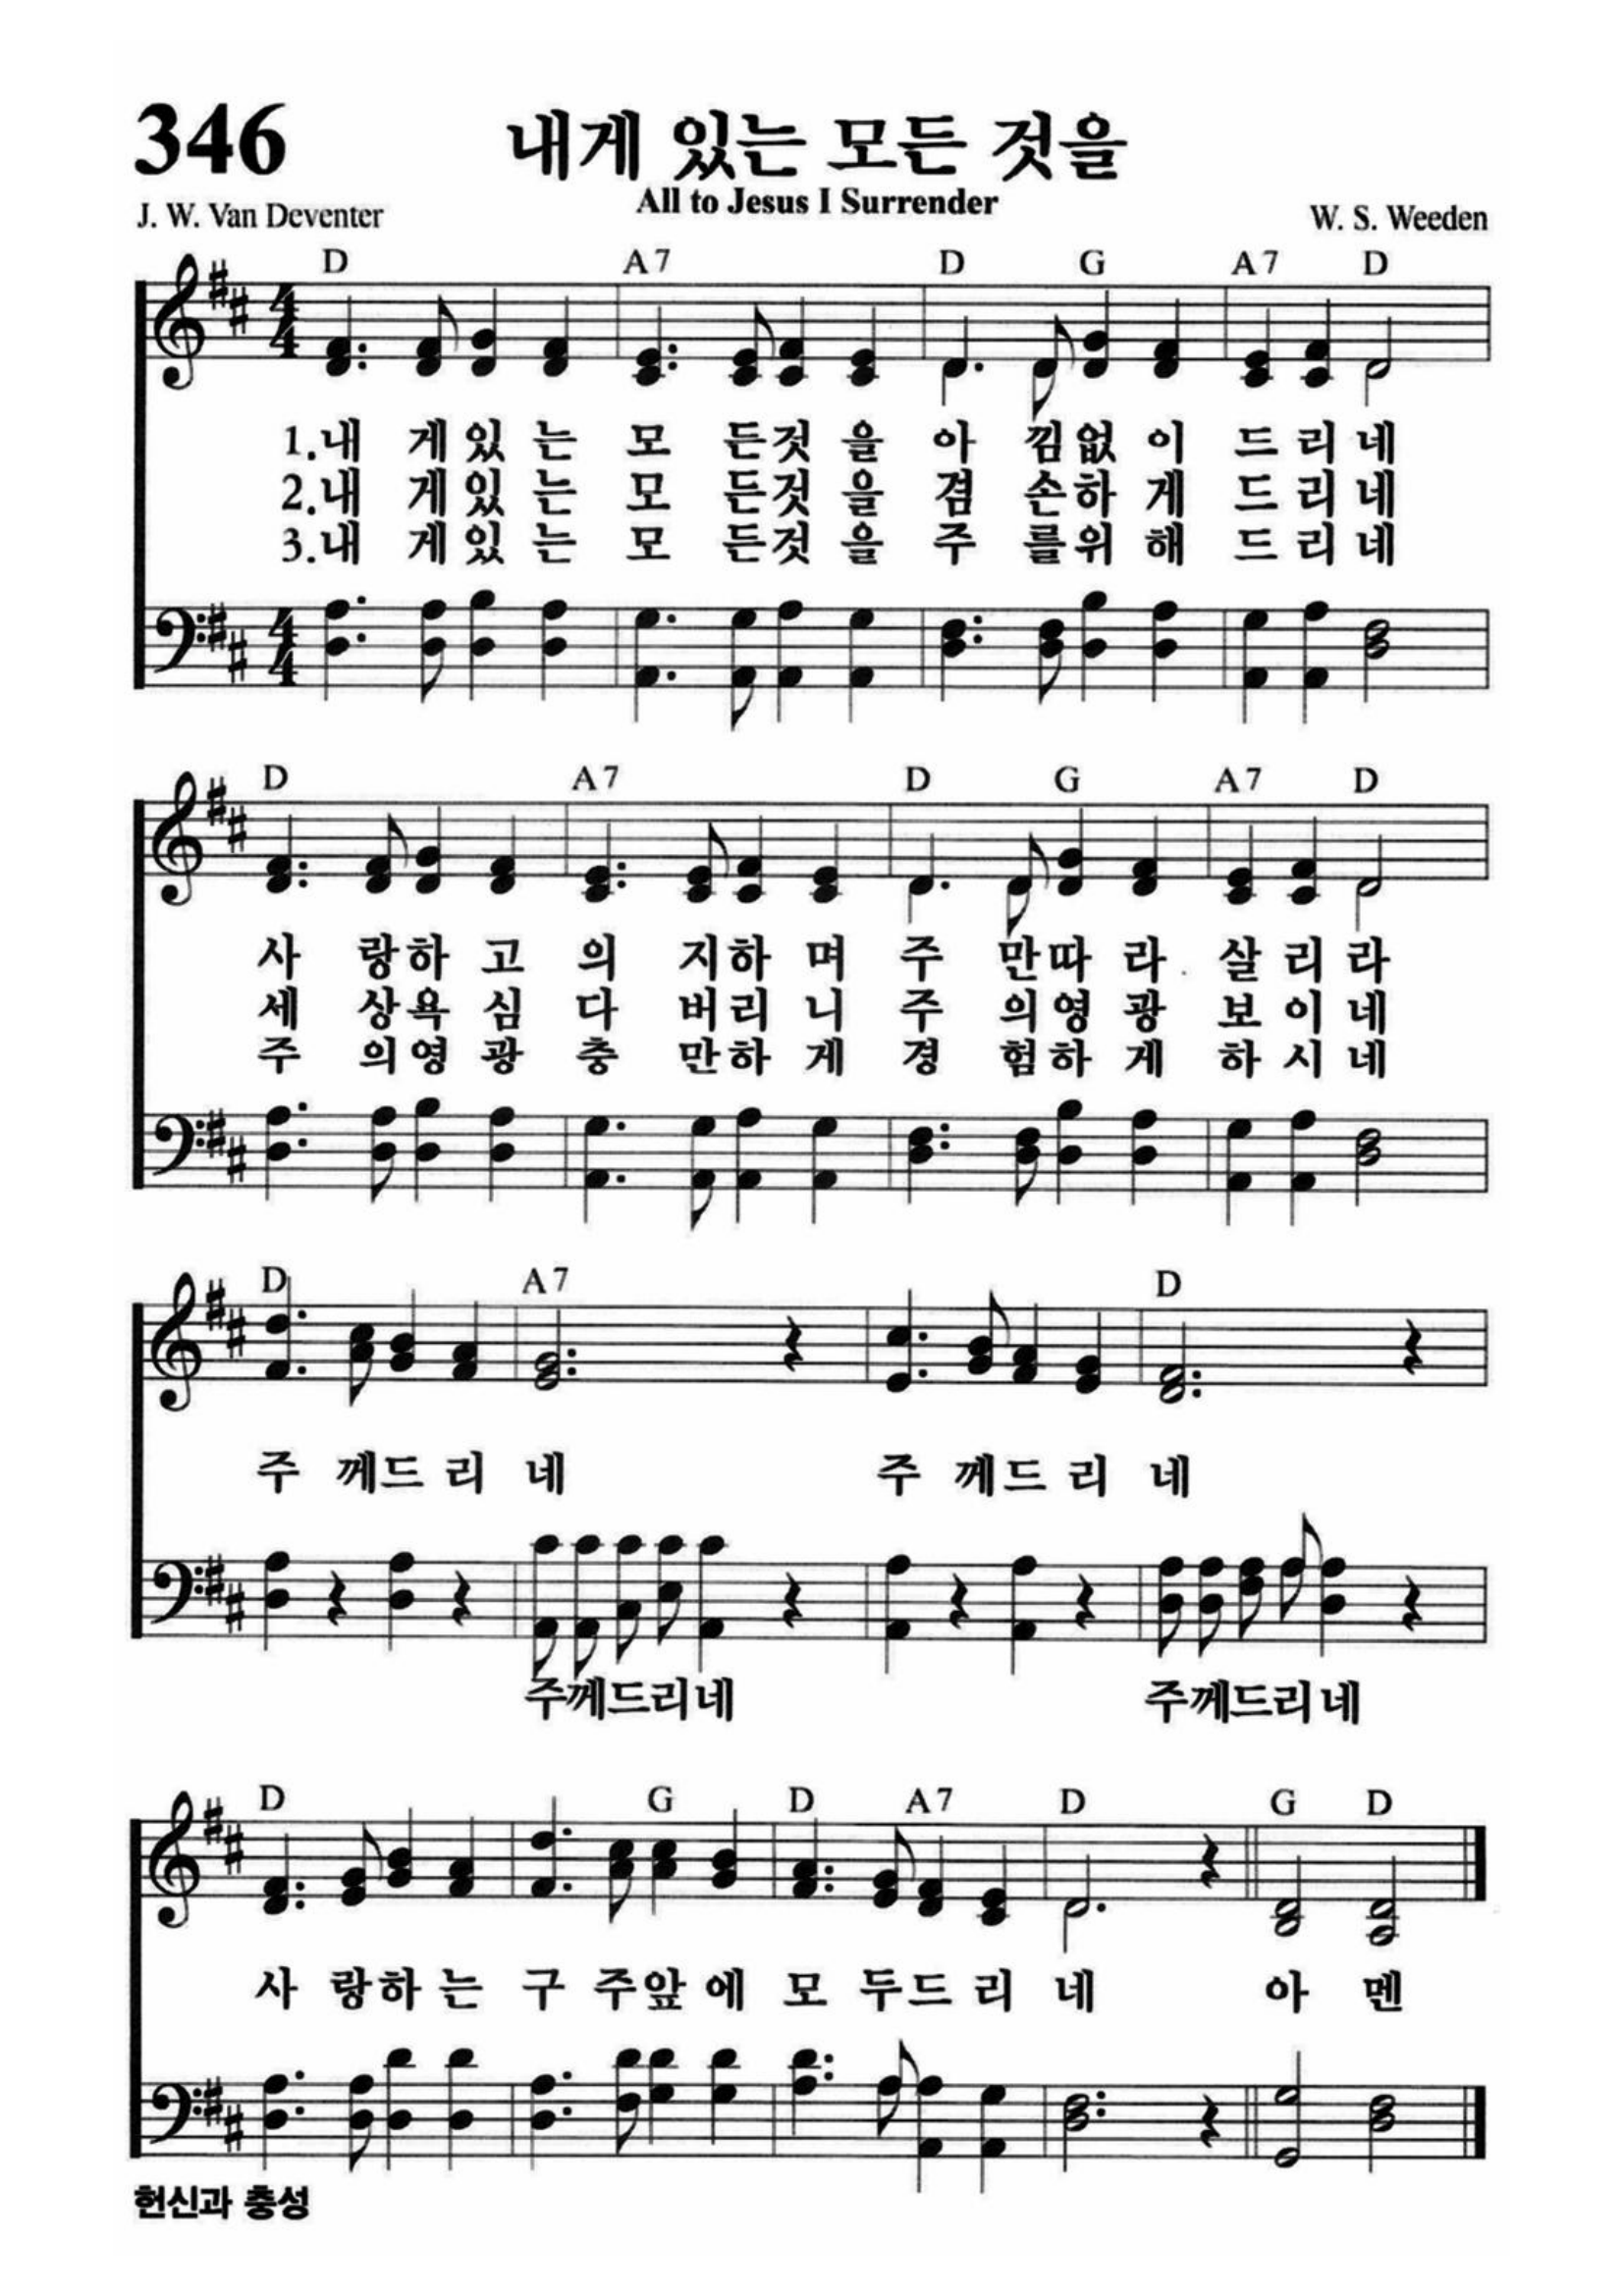 346
내게 있는 모든 것을
All to Jesus I Surrender
J. W. Van Deventer
W. S. Weeden
D A7 D G A7 D
1.내 게있 는 모 든것 을 아 낌없 이 드 리 네
2.내 게있 는 모 든것 을 겸 손하 게 드 리 네
3.내 게있 는 모 든것 을 주 를위 해 드 리 네
D A7 D G A7 D
사 랑하 고 의 지하 며 주 만따 라 살 리 라
세 상욕 심 다 버리 니 주 의영 광 보 이 네
주 의영 광 충 만하 게 경 험하 게 하 시 네
D A7 D
주 께드 리 네 주 께드 리 네
주께드리네 주께드리네
D G D A7 D G D
사 랑하 는 구 주앞 에 모 두드 리 네 아 멘
헌신과 충성